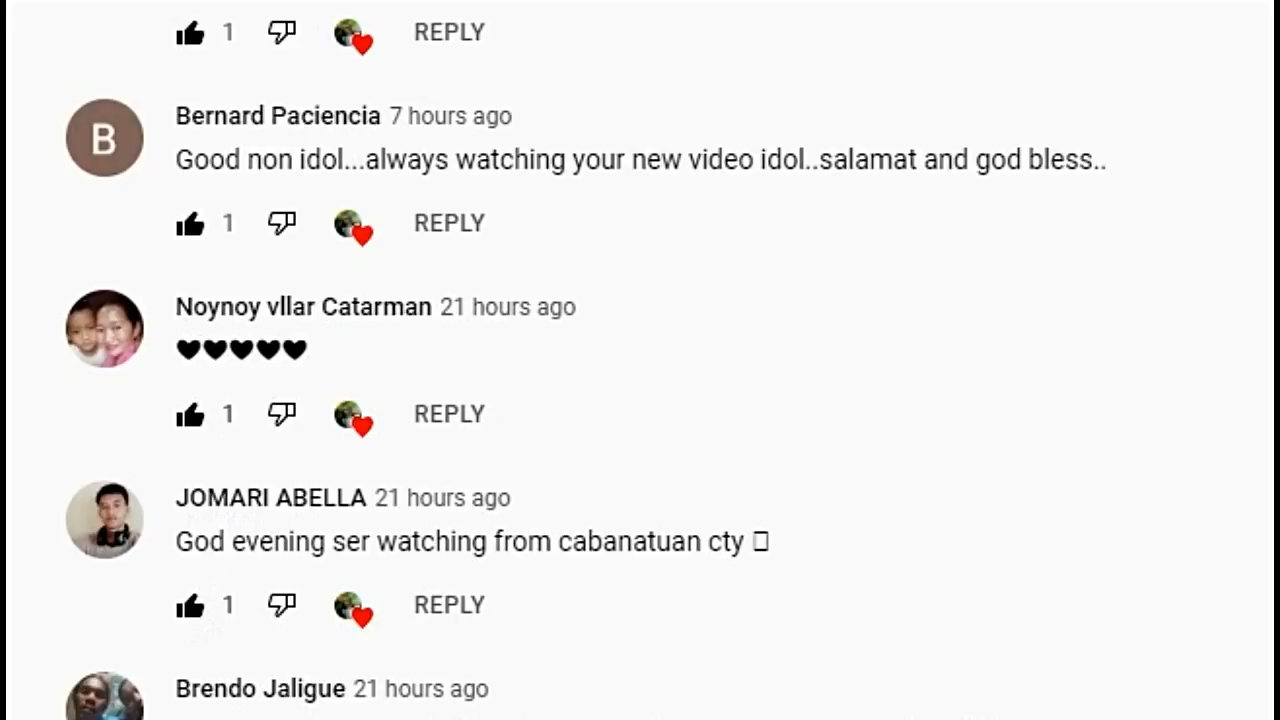 1 REPLY
B
Bernard Paciencia 7 hours ago
Good non idol...always watching your new video idol..salamat and god bless..
1 REPLY
Noynoy vllar Catarman 21 hours ago
🖤🖤🖤🖤🖤
1 REPLY
JOMARI ABELLA 21 hours ago
God evening ser watching from cabanatuan cty
1 REPLY
Brendo Jaligue 21 hours ago